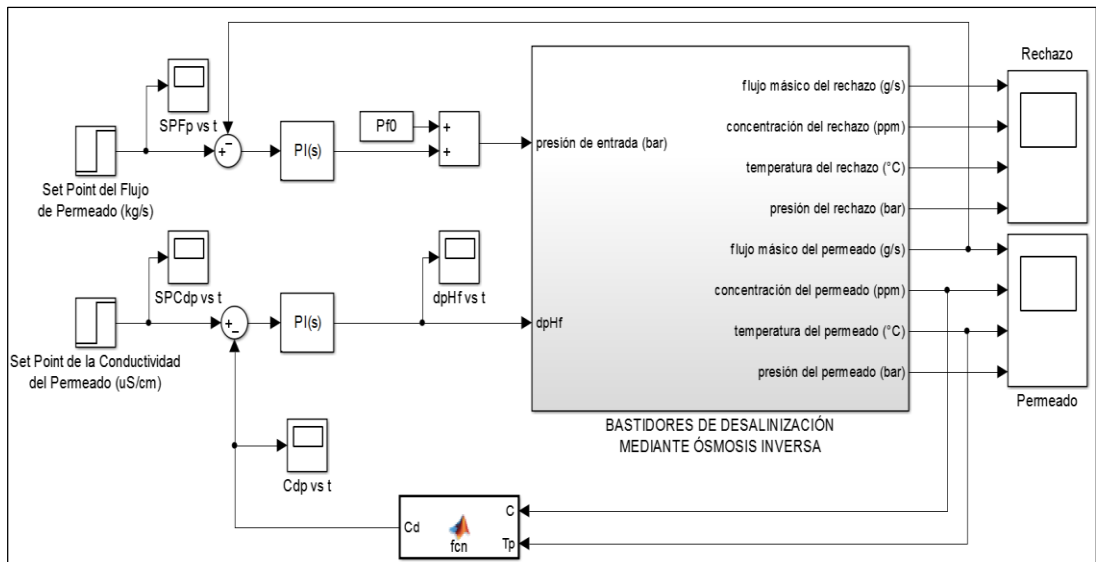 Rechazo
flujo másico del rechazo (g/s)
SPFp vs t
Pf0
+
+
concentración del rechazo (ppm)
−
+
PI(s)
presión de entrada (bar)
temperatura del rechazo (°C)
Set Point del Flujo
de Permeado (kg/s)
presión del rechazo (bar)
flujo másico del permeado (g/s)
SPCdp vs t
dpHf vs t
concentración del permeado (ppm)
+
−
PI(s)
dpHf
temperatura del permeado (°C)
Set Point de la Conductividad
del Permeado (uS/cm)
presión del permeado (bar)
Permeado
BASTIDORES DE DESALINIZACIÓN
MEDIANTE ÓSMOSIS INVERSA
Cdp vs t
C
Cd
fcn
Tp